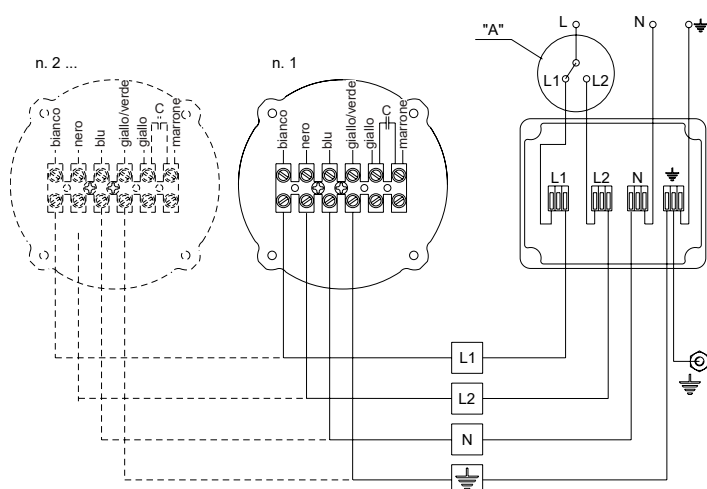 n. 2 ...
bianco
nero
blu
giallo/verde
giallo
C
marrone
n. 1
bianco
nero
blu
giallo/verde
giallo
C
marrone
"A"
L
N
L1
L2
L1
L2
N
L1
L2
N